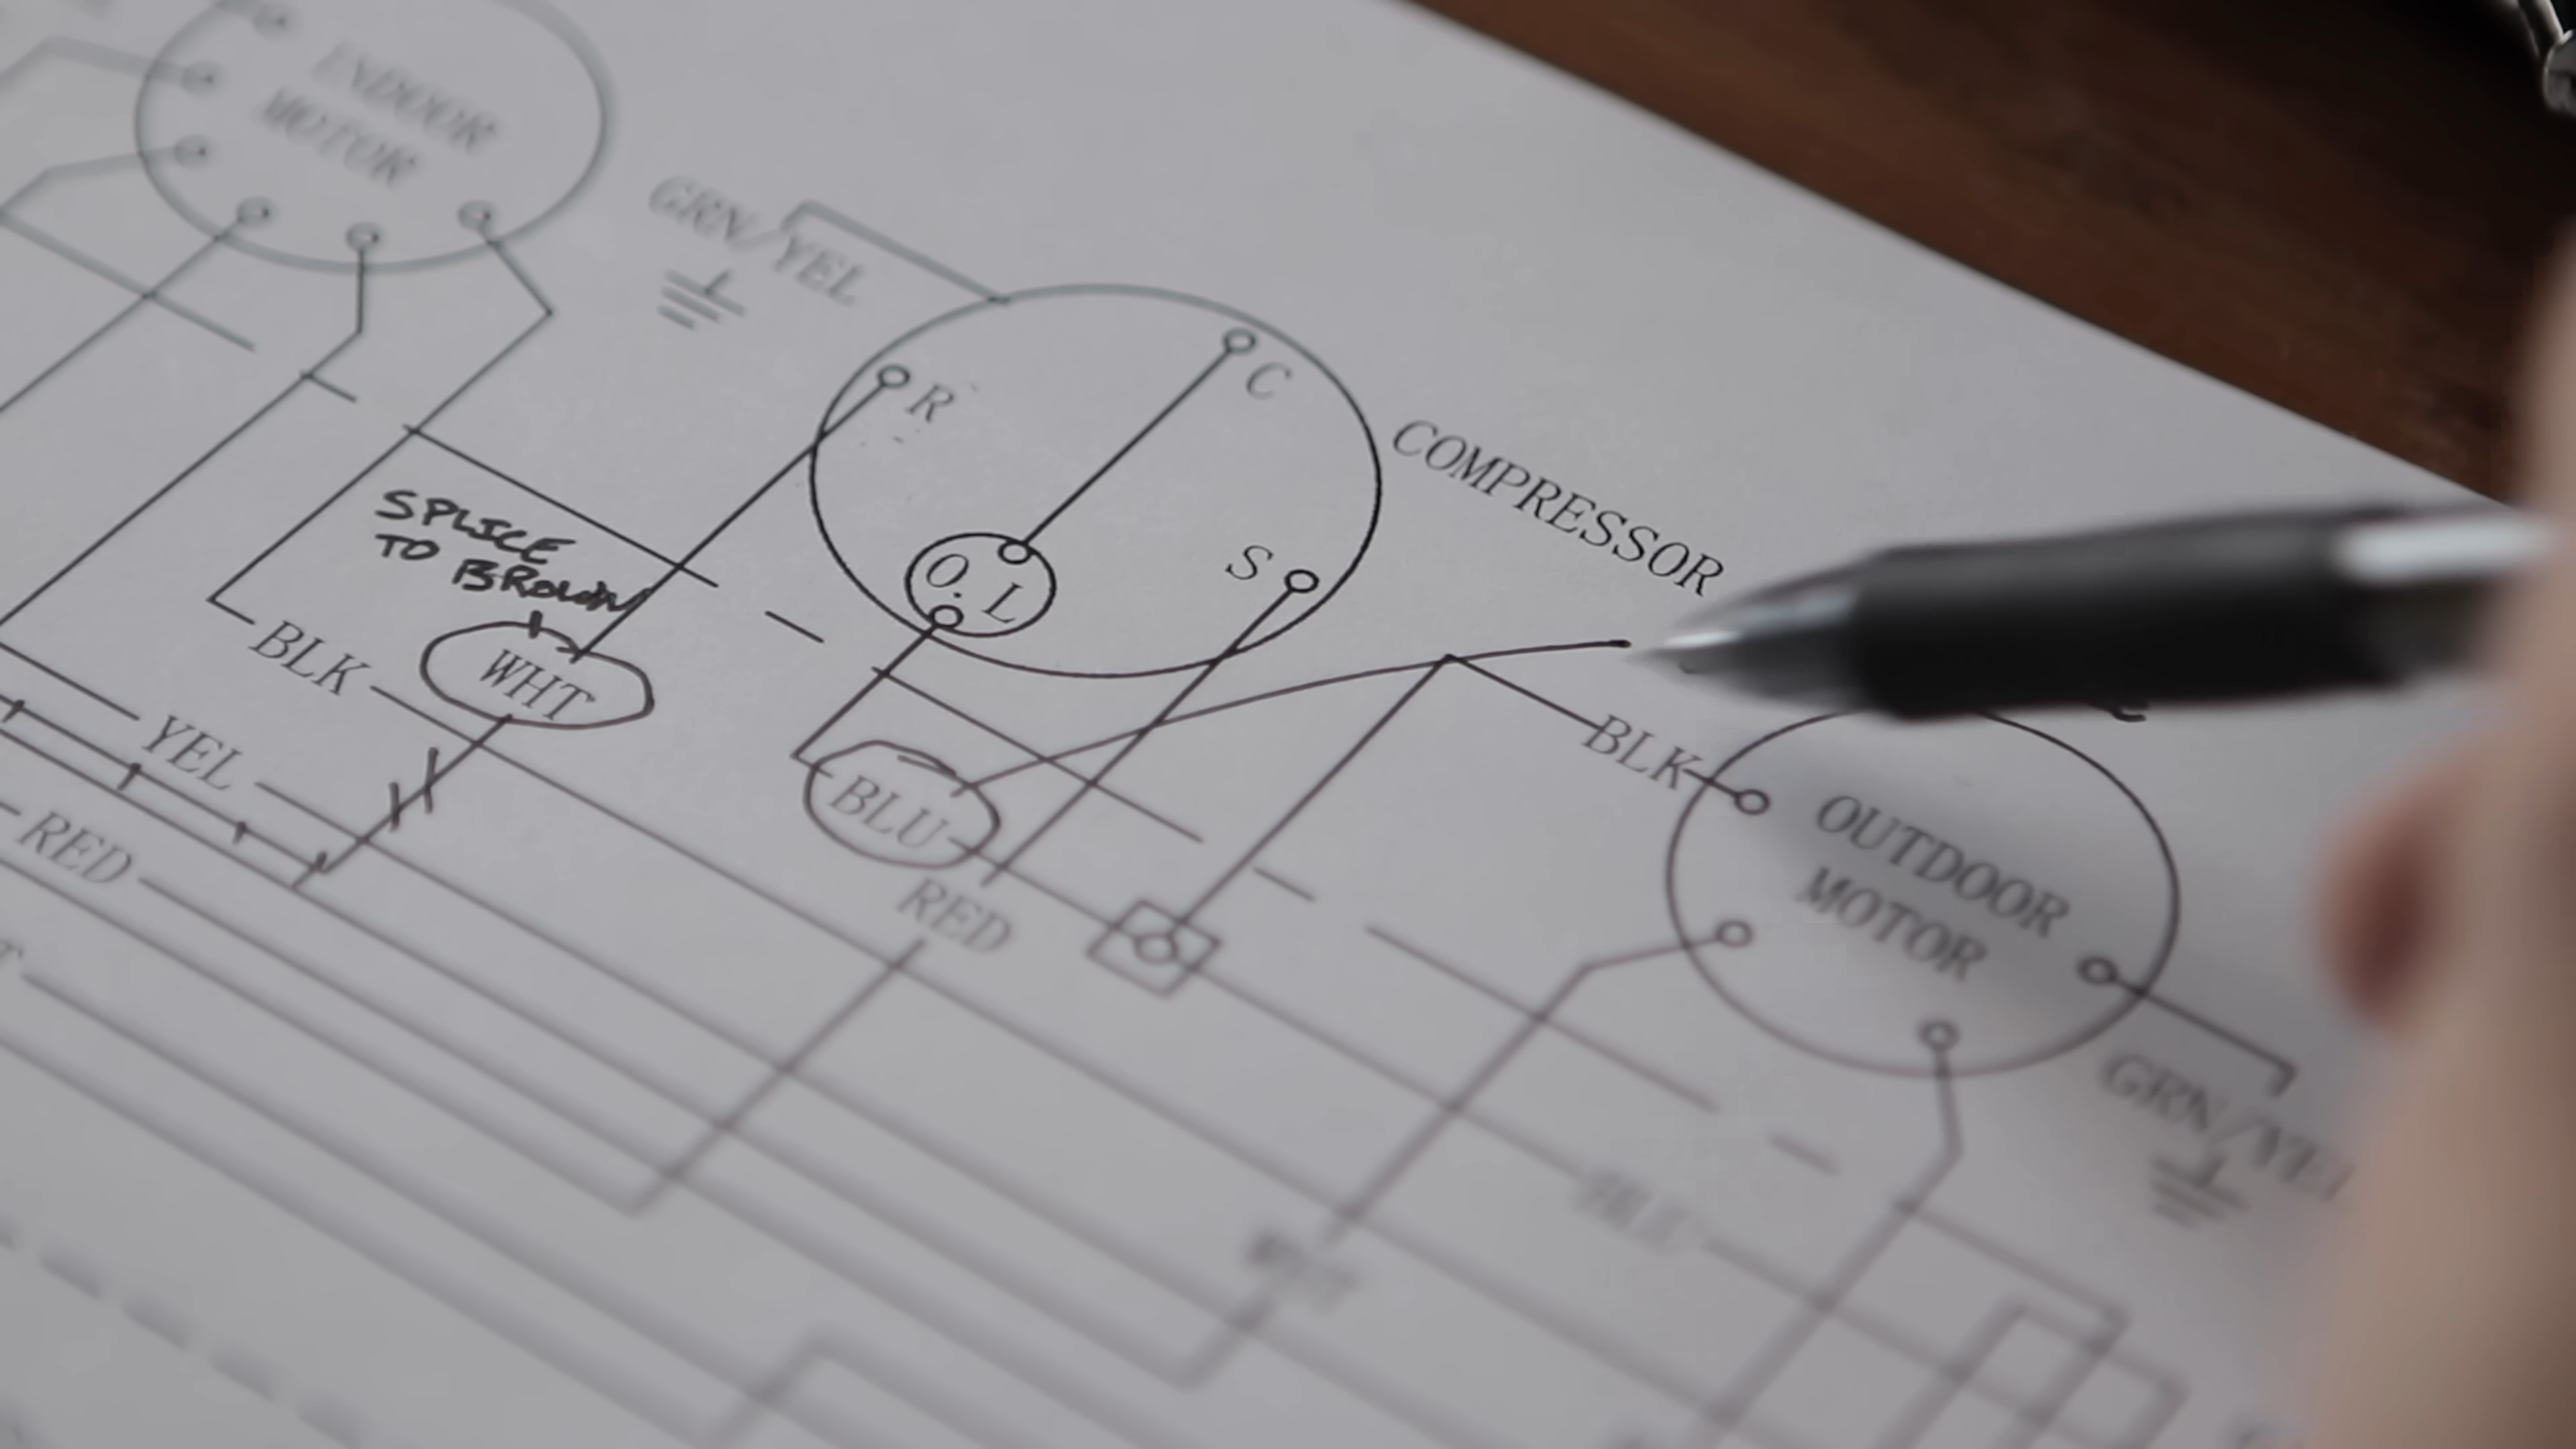 INDOOR
MOTOR
GRN/YEL
R
C
COMPRESSOR
O.L
S
SPLICE
TO BROWN
WHT
BLK
YEL
RED
BLU
RED
BLK
OUTDOOR
MOTOR
GRN/YEL